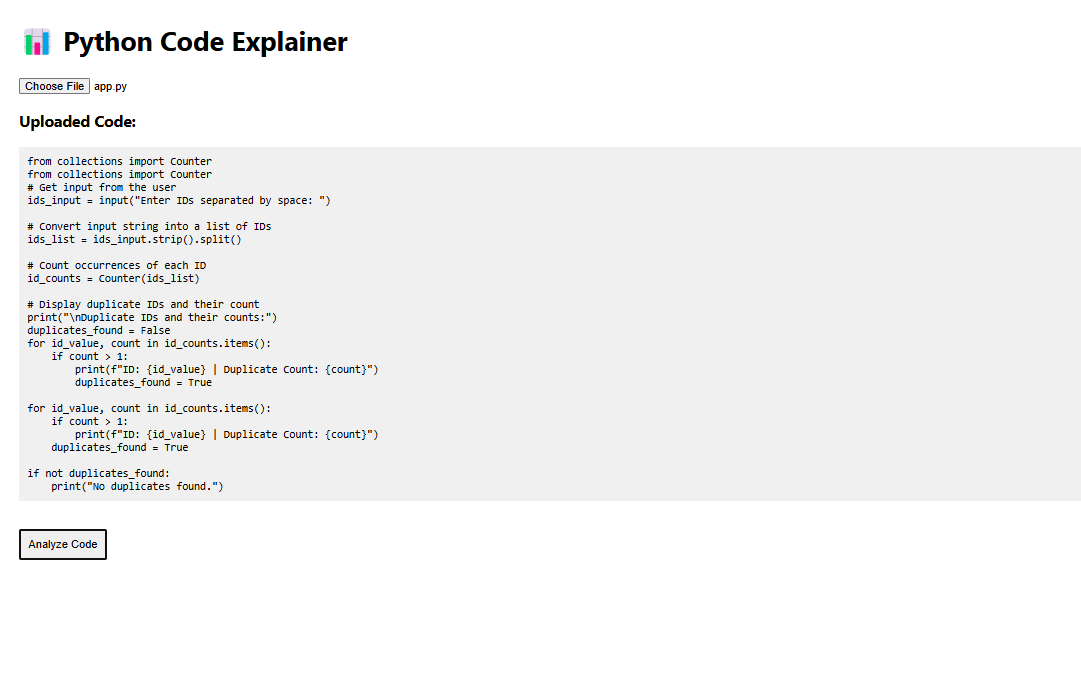 Python Code Explainer
Choose File app.py
Uploaded Code:
from collections import Counter
from collections import Counter
# Get input from the user
ids_input = input("Enter IDs separated by space: ")

# Convert input string into a list of IDs
ids_list = ids_input.strip().split()

# Count occurrences of each ID
id_counts = Counter(ids_list)

# Display duplicate IDs and their count
print("\nDuplicate IDs and their counts:")
duplicates_found = False
for id_value, count in id_counts.items():
    if count > 1:
        print(f"ID: {id_value} | Duplicate Count: {count}")
        duplicates_found = True

for id_value, count in id_counts.items():
    if count > 1:
        print(f"ID: {id_value} | Duplicate Count: {count}")
    duplicates_found = True

if not duplicates_found:
    print("No duplicates found.")
Analyze Code